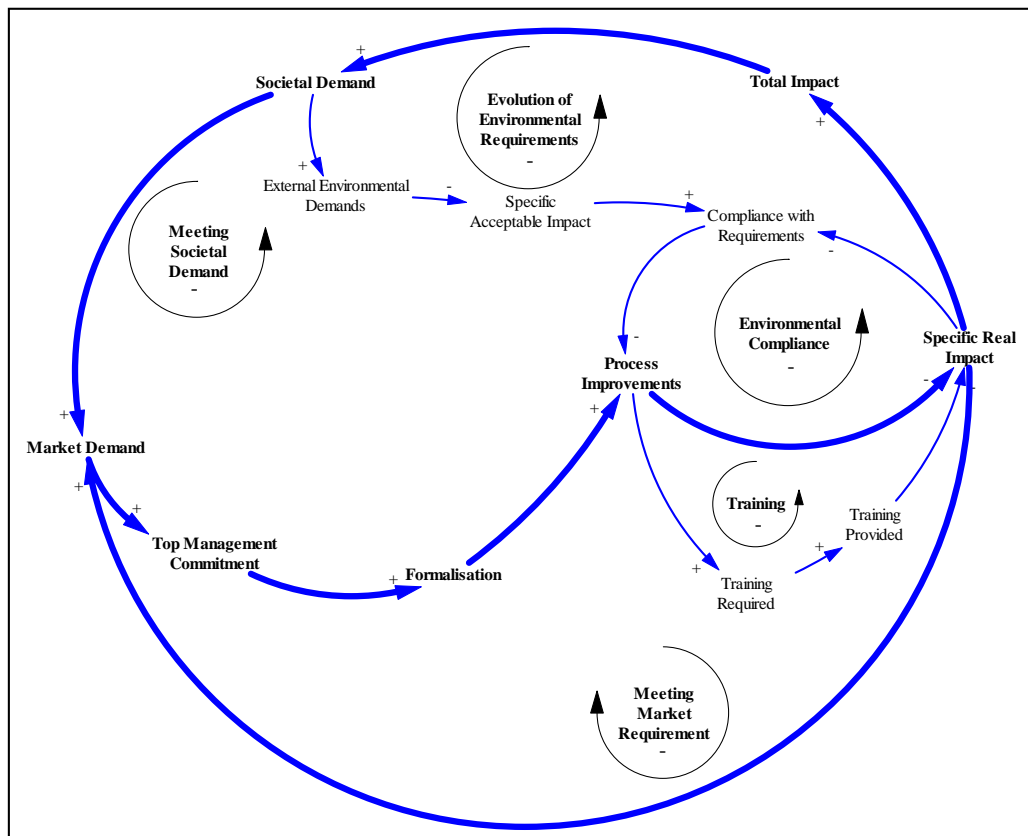 +
Societal Demand
Total Impact
+
Evolution of
Environmental
Requirements
-
+
External Environmental
Demands
-
Specific
Acceptable Impact
+
Compliance with
Requirements
-
Meeting
Societal
Demand
-
Environmental
Compliance
-
Specific Real
Impact
-
Process
Improvements
+
-
-
+
Market Demand
+
+
Top Management
Commitment
+
Formalisation
Training
-
Training
Provided
+
+
Training
Required
Meeting
Market
Requirement
-